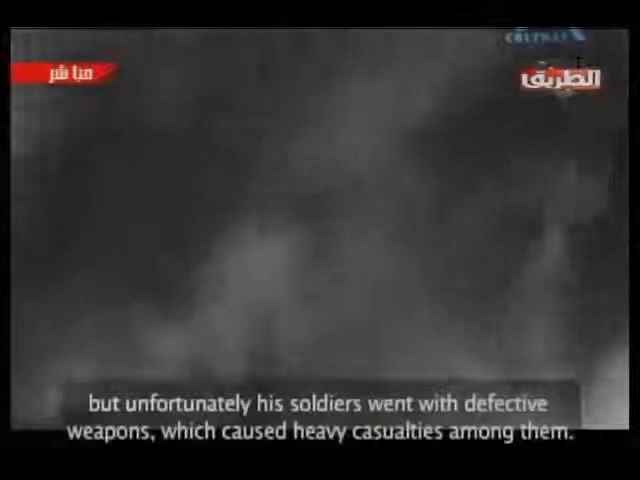 مباشر
الطريق
but unfortunately his soldiers went with defective
weapons, which caused heavy casualties among them.